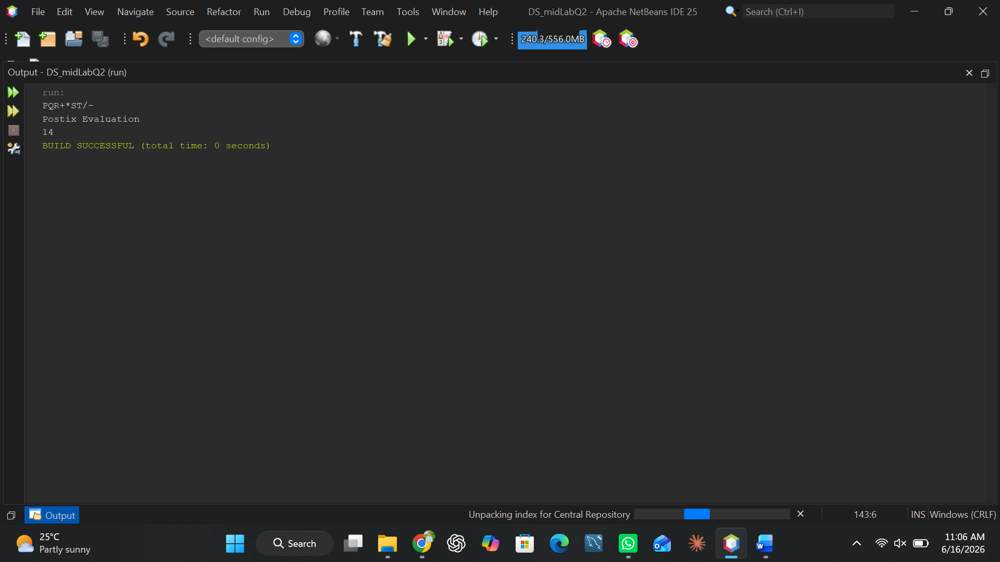 File Edit View Navigate Source Refactor Run Debug Profile Team Tools Window Help DS_midLabQ2 - Apache NetBeans IDE 25 Search (Ctrl+I)
<default config> 240.3/556.0MB
Output - DS_midLabQ2 (run)
run:
PQR+*ST/-
Postix Evaluation
14
BUILD SUCCESSFUL (total time: 0 seconds)
Output Unpacking index for Central Repository 143:6 INS Windows (CRLF)
25°C
Partly sunny
Search
11:06 AM
6/16/2026